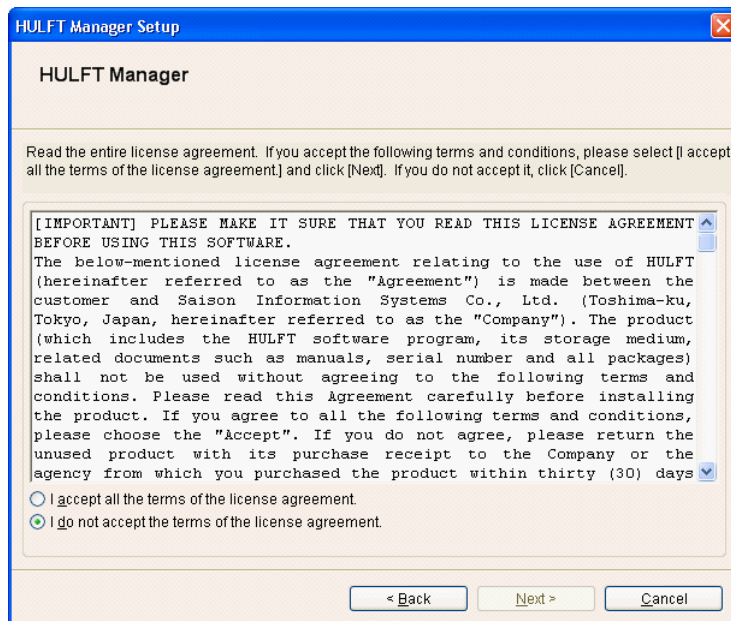 HULFT Manager Setup
HULFT Manager
Read the entire license agreement. If you accept the following terms and conditions, please select [I accept
all the terms of the license agreement.] and click [Next]. If you do not accept it, click [Cancel].
[IMPORTANT] PLEASE MAKE IT SURE THAT YOU READ THIS LICENSE AGREEMENT
BEFORE USING THIS SOFTWARE.
The below-mentioned license agreement relating to the use of HULFT
(hereinafter referred to as the "Agreement") is made between the
customer and Saison Information Systems Co., Ltd. (Toshima-ku,
Tokyo, Japan, hereinafter referred to as the "Company"). The product
(which includes the HULFT software program, its storage medium,
related documents such as manuals, serial number and all packages)
shall not be used without agreeing to the following terms and
conditions. Please read this Agreement carefully before installing
the product. If you agree to all the following terms and conditions,
please choose the "Accept". If you do not agree, please return the
unused product with its purchase receipt to the Company or the
agency from which you purchased the product within thirty (30) days
I accept all the terms of the license agreement.
I do not accept the terms of the license agreement.
< Back
Next >
Cancel